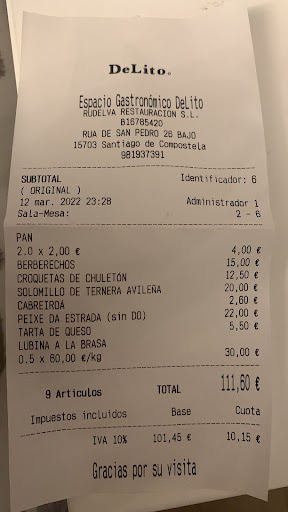 DeLito.
Espacio Gastronómico DeLito
RUDELVA RESTAURACION S.L.
B16785420
RUA DE SAN PEDRO 26 BAJO
15703 Santiago de Compostela
981937391
SUBTOTAL Identificador: 6
( ORIGINAL )
12 mar. 2022 23:28 Administrador 1
Sala-Mesa: 2 - 6
PAN
2.0 x 2,00 € 4,00 €
BERBERECHOS 15,00 €
CROQUETAS DE CHULETÓN 12,50 €
SOLOMILLO DE TERNERA AVILEÑA 20,00 €
CABREIROÁ 2,60 €
PEIXE DA ESTRADA (sin DO) 22,00 €
TARTA DE QUESO 5,50 €
LUBINA A LA BRASA
0.5 x 60,00 €/kg 30,00 €
9 Artículos TOTAL 111,60 €
Impuestos incluidos Base Cuota
IVA 10% 101,45 € 10,15 €
Gracias por su visita